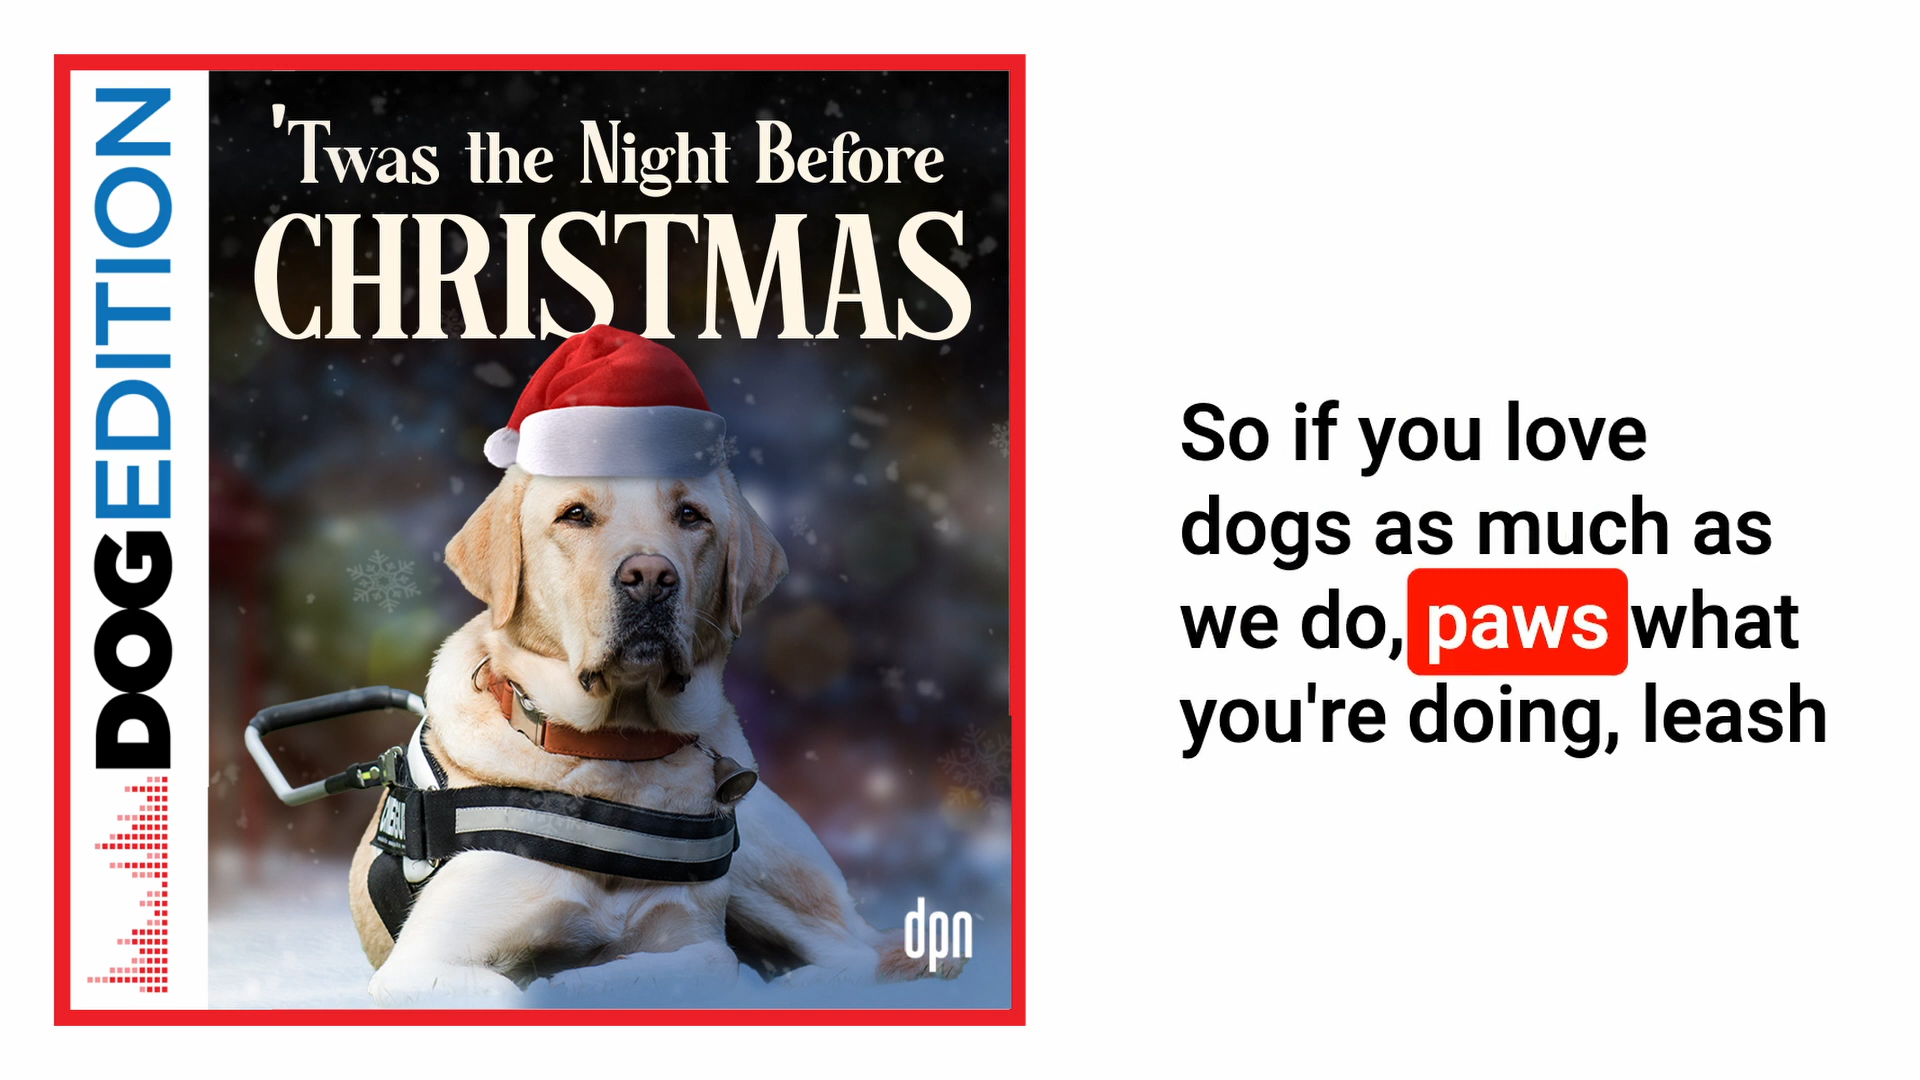 DOGEDITION
'Twas the Night Before
CHRISTMAS
dpn
So if you love
dogs as much as
we do, paws what
you're doing, leash